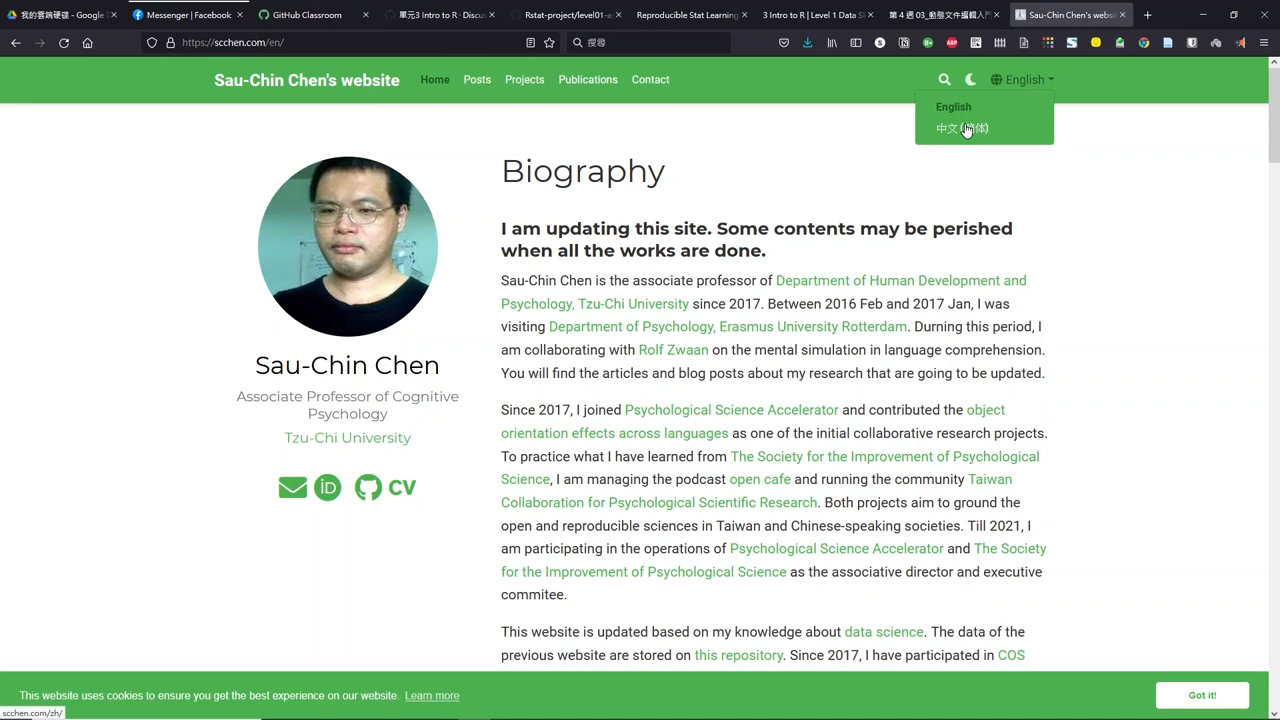 我的雲端硬碟 - Google
Messenger | Facebook
GitHub Classroom
單元3 Intro to R · Discus
Rstat-project/level01-
Reproducible Stat Learning
3 Intro to R | Level 1 Data Sk
第 4 週 03_動態文件編輯入門
Sau-Chin Chen's websi
https://scchen.com/en/
搜尋
Sau-Chin Chen's website
Home
Posts
Projects
Publications
Contact
English
English
中文 (简体)
Biography
I am updating this site. Some contents may be perished
when all the works are done.
Sau-Chin Chen is the associate professor of Department of Human Development and
Psychology, Tzu-Chi University since 2017. Between 2016 Feb and 2017 Jan, I was
visiting Department of Psychology, Erasmus University Rotterdam. Durning this period, I
am collaborating with Rolf Zwaan on the mental simulation in language comprehension.
You will find the articles and blog posts about my research that are going to be updated.
Since 2017, I joined Psychological Science Accelerator and contributed the object
orientation effects across languages as one of the initial collaborative research projects.
To practice what I have learned from The Society for the Improvement of Psychological
Science, I am managing the podcast open cafe and running the community Taiwan
Collaboration for Psychological Scientific Research. Both projects aim to ground the
open and reproducible sciences in Taiwan and Chinese-speaking societies. Till 2021, I
am participating in the operations of Psychological Science Accelerator and The Society
for the Improvement of Psychological Science as the associative director and executive
commitee.
This website is updated based on my knowledge about data science. The data of the
previous website are stored on this repository. Since 2017, I have participated in COS
Sau-Chin Chen
Associate Professor of Cognitive
Psychology
Tzu-Chi University
iD
CV
This website uses cookies to ensure you get the best experience on our website. Learn more
Got it!
scchen.com/zh/